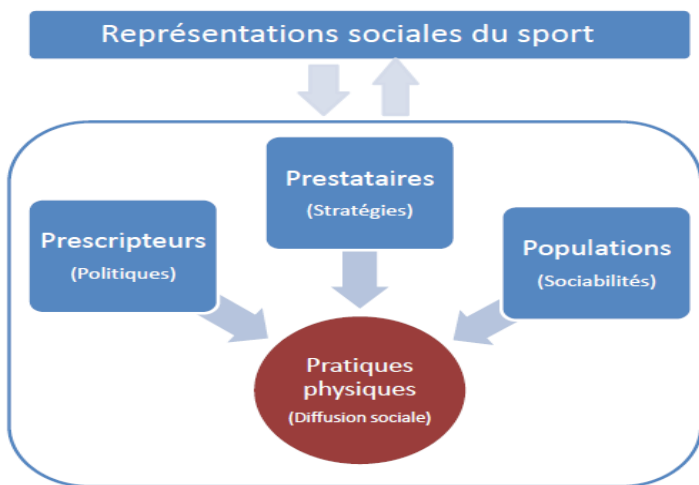 Représentations sociales du sport
Prestataires
(Stratégies)
Prescripteurs
(Politiques)
Populations
(Sociabilités)
Pratiques
physiques
(Diffusion sociale)